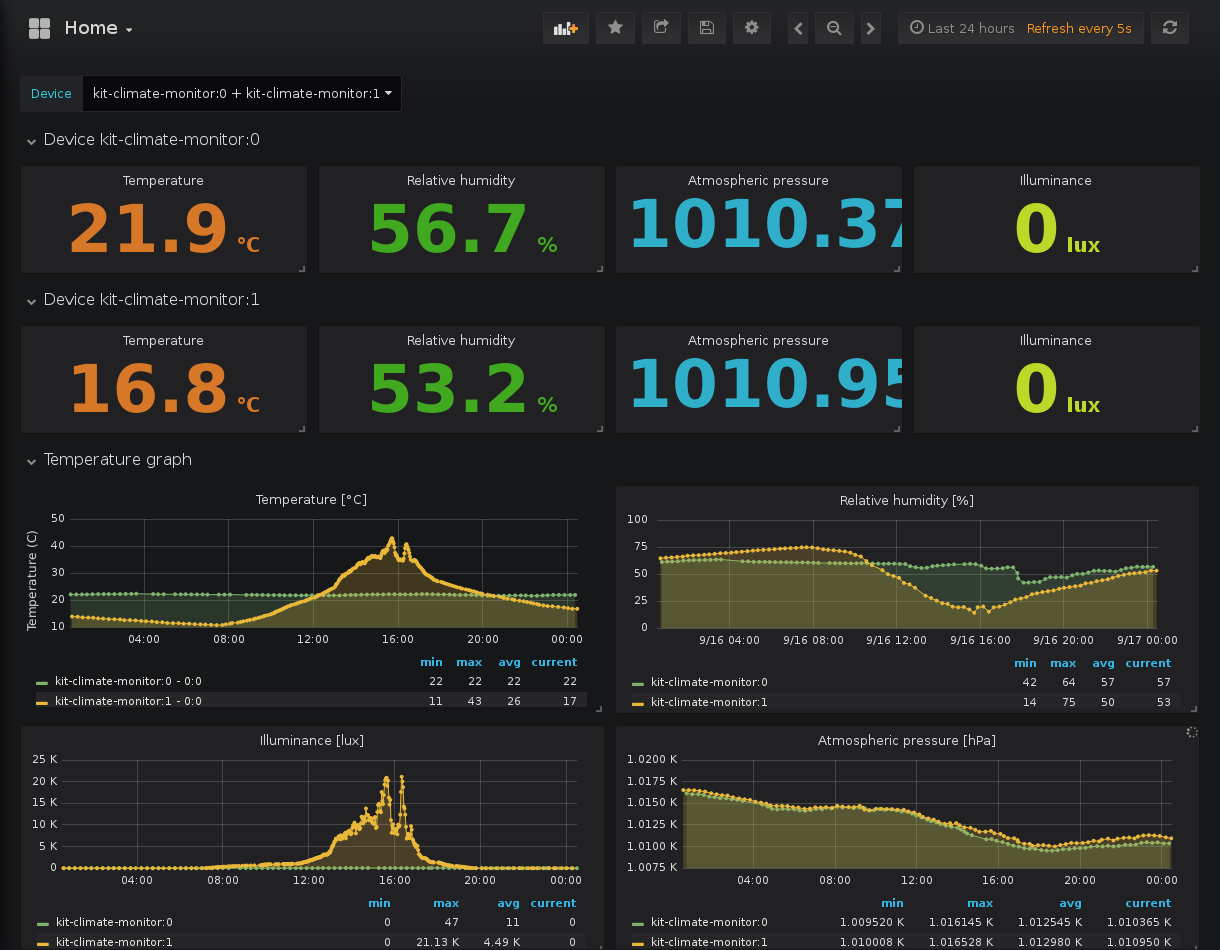 Home
Last 24 hours Refresh every 5s
Device kit-climate-monitor:0 + kit-climate-monitor:1
Device kit-climate-monitor:0
Temperature Relative humidity Atmospheric pressure Illuminance
21.9 °C 56.7 % 1010.37 0 lux
Device kit-climate-monitor:1
Temperature Relative humidity Atmospheric pressure Illuminance
16.8 °C 53.2 % 1010.95 0 lux
Temperature graph
Temperature [°C]
Temperature (C)
50
40
30
20
10
04:00 08:00 12:00 16:00 20:00 00:00
min max avg current
kit-climate-monitor:0 - 0:0 22 22 22 22
kit-climate-monitor:1 - 0:0 11 43 26 17
Relative humidity [%]
100
75
50
25
0
9/16 04:00 9/16 08:00 9/16 12:00 9/16 16:00 9/16 20:00 9/17 00:00
min max avg current
kit-climate-monitor:0 42 64 57 57
kit-climate-monitor:1 14 75 50 53
Illuminance [lux]
25 K
20 K
15 K
10 K
5 K
0
04:00 08:00 12:00 16:00 20:00 00:00
min max avg current
kit-climate-monitor:0 0 47 11 0
kit-climate-monitor:1 0 21.13 K 4.49 K 0
Atmospheric pressure [hPa]
1.0200 K
1.0175 K
1.0150 K
1.0125 K
1.0100 K
1.0075 K
04:00 08:00 12:00 16:00 20:00 00:00
min max avg current
kit-climate-monitor:0 1.009520 K 1.016145 K 1.012545 K 1.010365 K
kit-climate-monitor:1 1.010008 K 1.016528 K 1.012980 K 1.010950 K